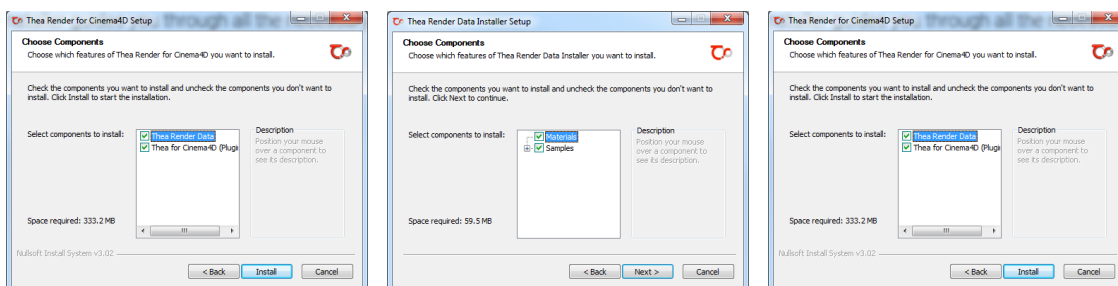 Thea Render for Cinema4D Setup
Choose Components
Choose which features of Thea Render for Cinema4D you want to install.
Check the components you want to install and uncheck the components you don't want to
install. Click Install to start the installation.
Select components to install:
Thea Render Data
Thea for Cinema4D (Plugi
Description
Position your mouse
over a component to
see its description.
Space required: 333.2 MB
Nullsoft Install System v3.02
< Back
Install
Cancel
Thea Render Data Installer Setup
Choose Components
Choose which features of Thea Render Data Installer you want to install.
Check the components you want to install and uncheck the components you don't want to
install. Click Next to continue.
Select components to install:
Materials
Samples
Description
Position your mouse
over a component to
see its description.
Space required: 59.5 MB
< Back
Next >
Cancel
Thea Render for Cinema4D Setup
Choose Components
Choose which features of Thea Render for Cinema4D you want to install.
Check the components you want to install and uncheck the components you don't want to
install. Click Install to start the installation.
Select components to install:
Thea Render Data
Thea for Cinema4D (Plugi
Description
Position your mouse
over a component to
see its description.
Space required: 333.2 MB
Nullsoft Install System v3.02
< Back
Install
Cancel